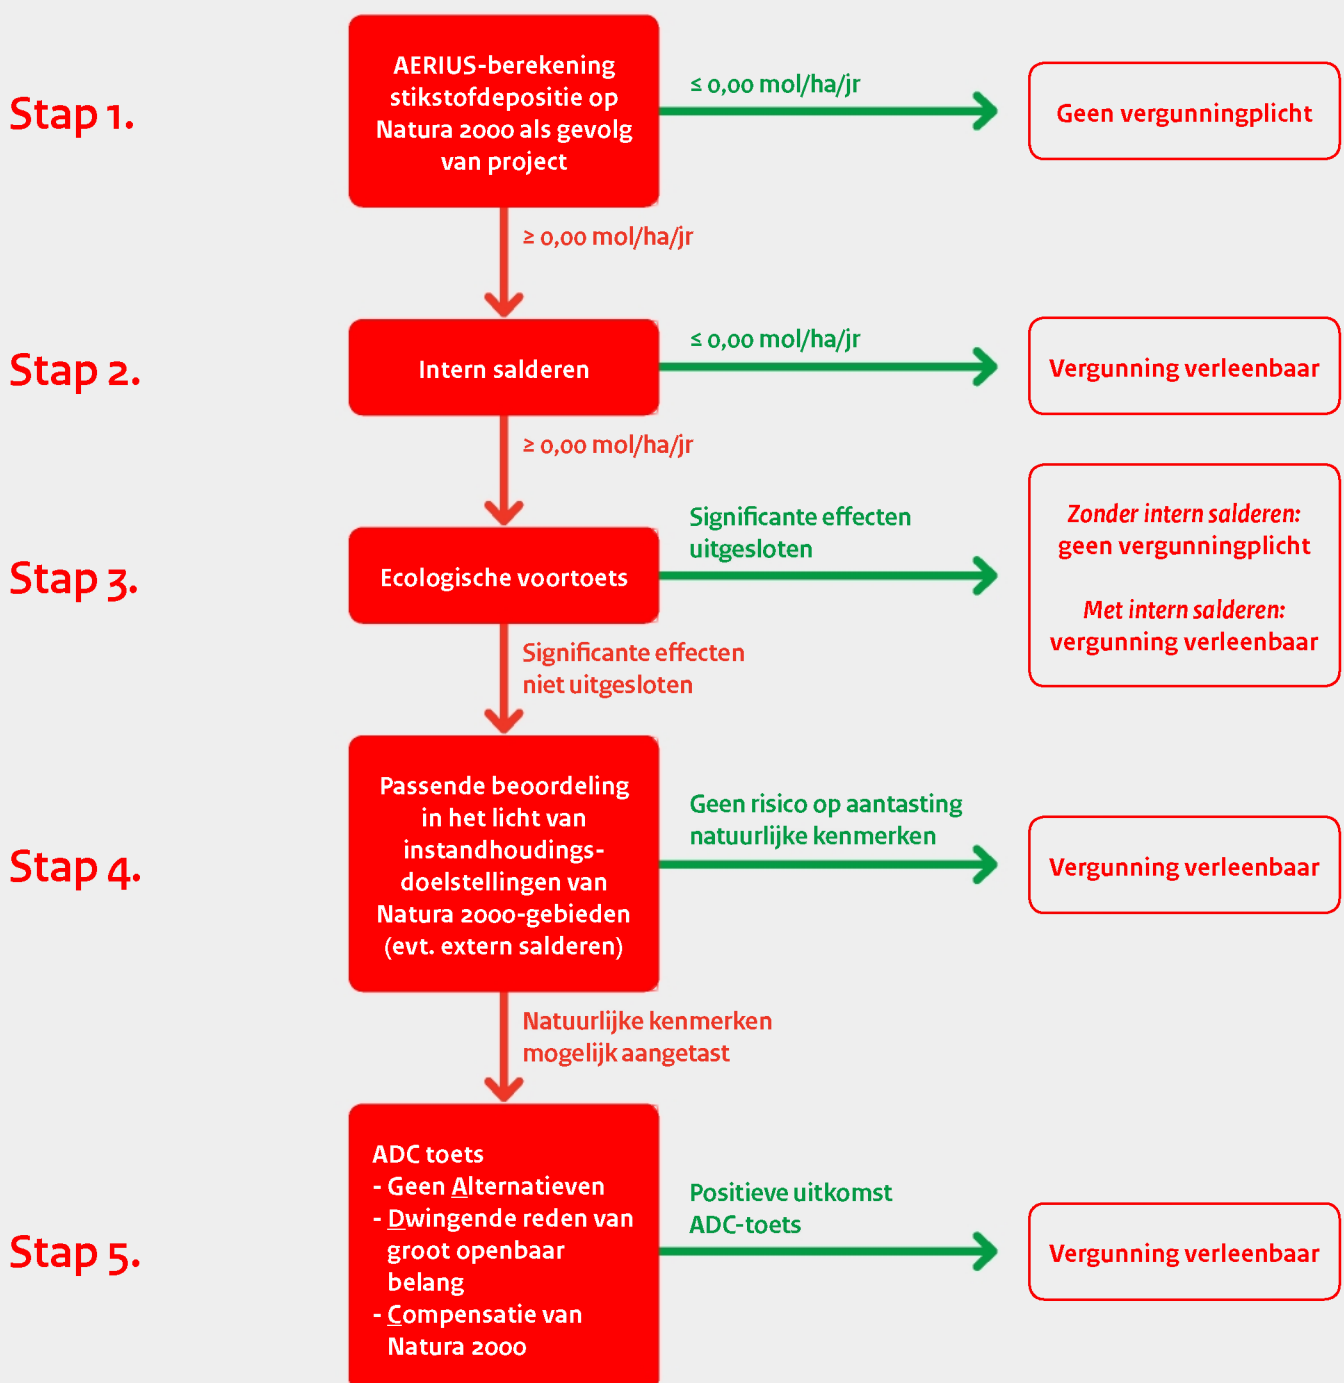 Stap 1.
AERIUS-berekening
stikstofdepositie op
Natura 2000 als gevolg
van project
≤ 0,00 mol/ha/jr
Geen vergunningplicht
≥ 0,00 mol/ha/jr
Stap 2.
Intern salderen
≤ 0,00 mol/ha/jr
Vergunning verleenbaar
≥ 0,00 mol/ha/jr
Stap 3.
Ecologische voortoets
Significante effecten
uitgesloten
Zonder intern salderen:
geen vergunningplicht
Met intern salderen:
vergunning verleenbaar
Significante effecten
niet uitgesloten
Stap 4.
Passende beoordeling
in het licht van
instandhoudings-
doelstellingen van
Natura 2000-gebieden
(evt. extern salderen)
Geen risico op aantasting
natuurlijke kenmerken
Vergunning verleenbaar
Natuurlijke kenmerken
mogelijk aangetast
Stap 5.
ADC toets
- Geen Alternatieven
- Dwingende reden van
groot openbaar
belang
- Compensatie van
Natura 2000
Positieve uitkomst
ADC-toets
Vergunning verleenbaar